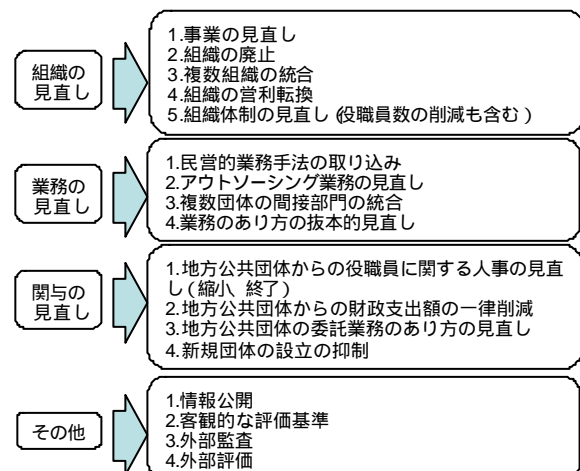 組織の
見直し
1.事業の見直し
2.組織の廃止
3.複数組織の統合
4.組織の営利転換
5.組織体制の見直し(役職員数の削減も含む)
業務の
見直し
1.民営的業務手法の取り込み
2.アウトソーシング業務の見直し
3.複数団体の間接部門の統合
4.業務のあり方の抜本的見直し
関与の
見直し
1.地方公共団体からの役職員に関する人事の見直
し(縮小、終了)
2.地方公共団体からの財政支出額の一律削減
3.地方公共団体の委託業務のあり方の見直し
4.新規団体の設立の抑制
その他
1.情報公開
2.客観的な評価基準
3.外部監査
4.外部評価